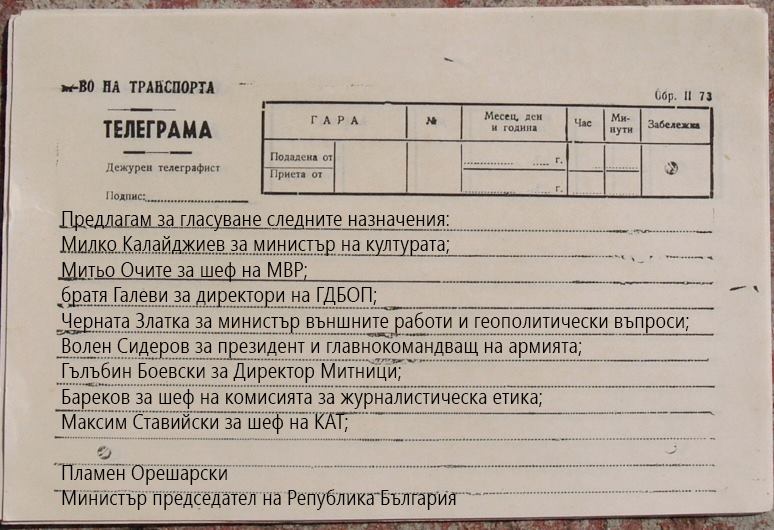 -ВО НА ТРАНСПОРТА
Обр. II 73
ТЕЛЕГРАМА
Дежурен телеграфист
Подпис:
ГАРА № Месец, ден и година Час Ми-нути Забележка
Подадена от г.
Приета от г.
Предлагам за гласуване следните назначения:
Милко Калайджиев за министър на културата;
Митьо Очите за шеф на МВР;
братя Галеви за директори на ГДБОП;
Черната Златка за министър външните работи и геополитически въпроси;
Волен Сидеров за президент и главнокомандващ на армията;
Гълъбин Боевски за Директор Митници;
Бареков за шеф на комисията за журналистическа етика;
Максим Ставийски за шеф на КАТ;
Пламен Орешарски
Министър председател на Република България